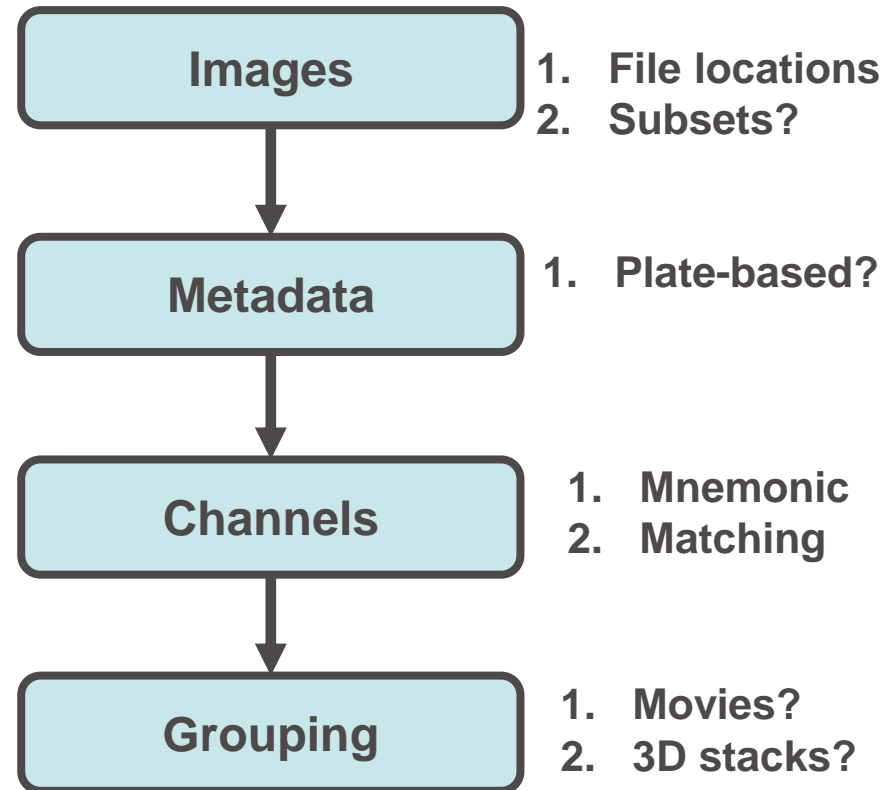 Images
1. File locations
2. Subsets?
Metadata
1. Plate-based?
Channels
1. Mnemonic
2. Matching
Grouping
1. Movies?
2. 3D stacks?